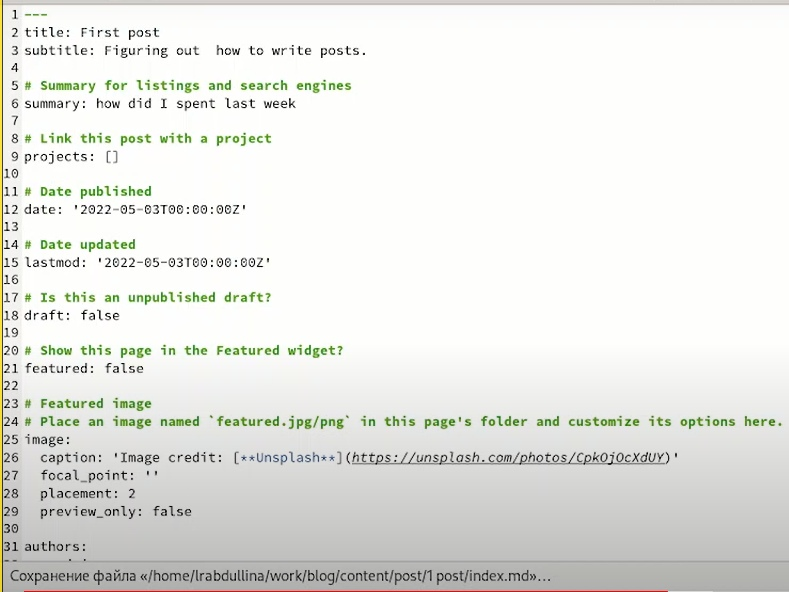 1 ---
2 title: First post
3 subtitle: Figuring out  how to write posts.
4
5 # Summary for listings and search engines
6 summary: how did I spent last week
7
8 # Link this post with a project
9 projects: []
10
11 # Date published
12 date: '2022-05-03T00:00:00Z'
13
14 # Date updated
15 lastmod: '2022-05-03T00:00:00Z'
16
17 # Is this an unpublished draft?
18 draft: false
19
20 # Show this page in the Featured widget?
21 featured: false
22
23 # Featured image
24 # Place an image named `featured.jpg/png` in this page's folder and customize its options here.
25 image:
26   caption: 'Image credit: [**Unsplash**](https://unsplash.com/photos/CpkOjOcXdUY)'
27   focal_point: ''
28   placement: 2
29   preview_only: false
30
31 authors:
Сохранение файла «/home/lrabdullina/work/blog/content/post/1 post/index.md»...